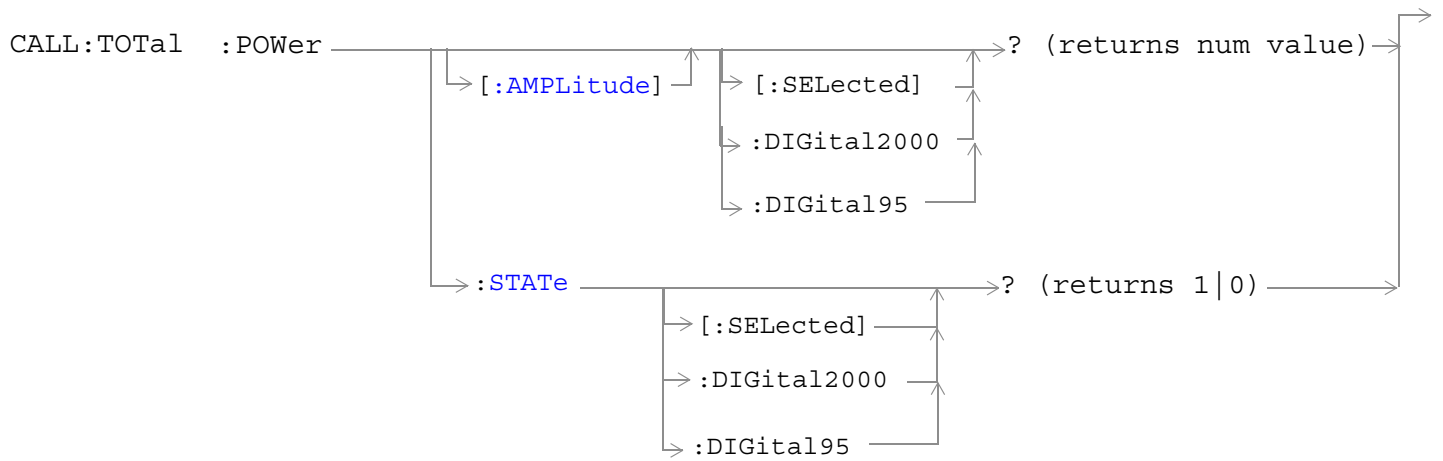 CALL:TOTal :POWer ? (returns num value)
[:AMPLitude] [:SELected]
:DIGital2000
:DIGital95
:STATe ? (returns 1|0)
[:SELected]
:DIGital2000
:DIGital95